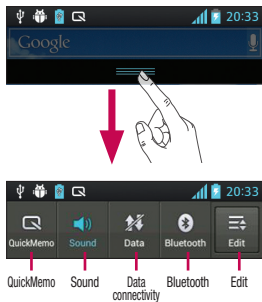 20:33
Google
20:33
QuickMemo Sound Data Bluetooth Edit
QuickMemo Sound Data connectivity Bluetooth Edit